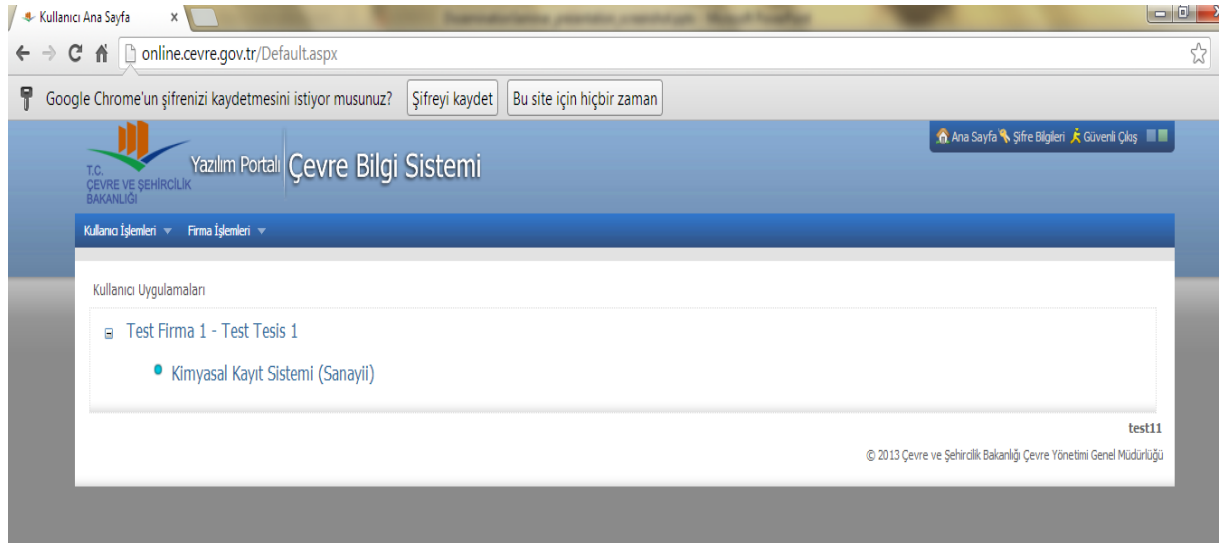 Kullanıcı Ana Sayfa x
online.cevre.gov.tr/Default.aspx
Google Chrome'un şifrenizi kaydetmesini istiyor musunuz? Şifreyi kaydet Bu site için hiçbir zaman
Ana Sayfa Şifre Bilgileri Güvenli Çıkış
Yazılım Portalı Çevre Bilgi Sistemi
T.C.
ÇEVRE VE ŞEHİRCİLİK
BAKANLIĞI
Kullanıcı İşlemleri Firma İşlemleri
Kullanıcı Uygulamaları
Test Firma 1 - Test Tesis 1
Kimyasal Kayıt Sistemi (Sanayii)
test11
© 2013 Çevre ve Şehircilik Bakanlığı Çevre Yönetimi Genel Müdürlüğü